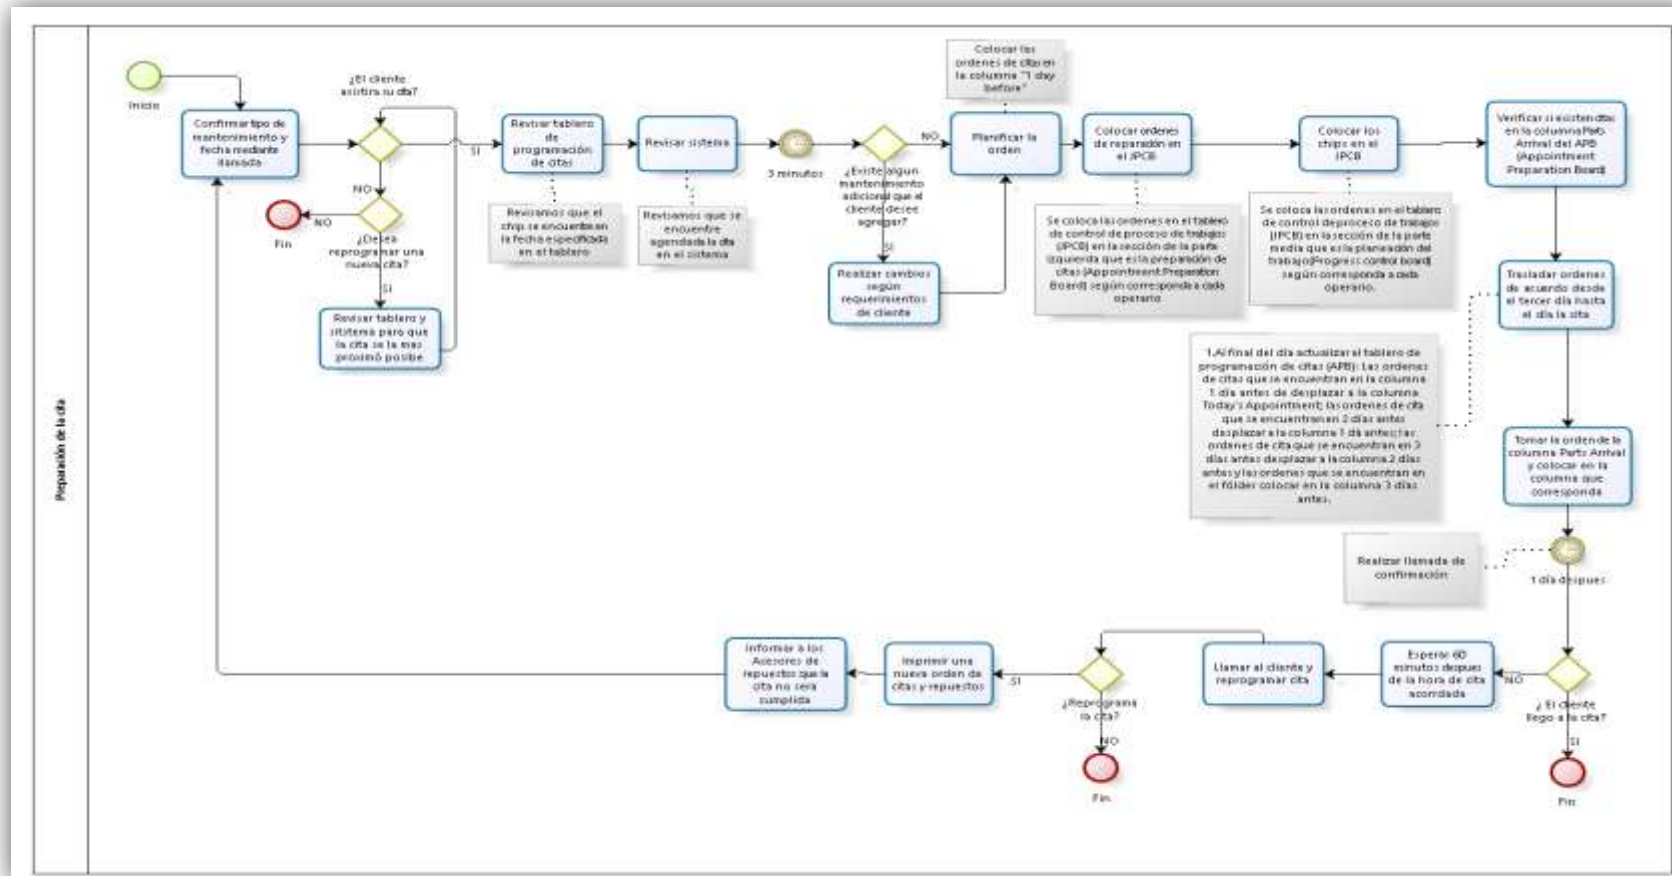 Preparación de la cita
Inicio
Confirmar tipo de
mantenimiento y
fecha mediante
llamada
¿El cliente
asistira su cita?
SI
NO
¿Desea
reprogramar una
nueva cita?
NO
Fin
SI
Revisar tablero y
sitstema para que
la cita se la mas
proximó posible
Revisar tablero
de
programación
de citas
Revisamos que el
chip se encuentre en
la fecha especificada
en el tablero
Revisar sistema
Revisamos que se
encuentre
agendada la cita
en el sistema
3 minutos
¿Existe algun
mantenimiento
adicional que el
cliente desee
agregar?
NO
SI
Realizar cambios
según
requerimientos
de cliente
Colocar las
ordenes de citas en
la columna "1 day
before"
Planificar la
orden
Colocar ordenes
de reparación en
el JPCB
Se coloca las ordenes en el tablero
de control de proceso de trabajos
(JPCB) en la sección de la parte
izquierda que es la preparación de
citas (Appointment Preparation
Board) según corresponda a cada
operario
Colocar los
chips en el
JPCB
Se coloca las ordenes en el tablero
de control de proceso de trabajos
(JPCB) en la sección de la parte
media que es la planeación del
trabajo(Progress control board)
según corresponda a cada
operario.
Verificar si existen citas
en la columna Parts
Arrival del APB
(Appointment
Preparation Board)
Trasladar ordenes
de acuerdo desde
el tercer día hasta
el día la cita
1.Al final del día actualizar el tablero de
programación de citas (APB): Las ordenes
de citas que se encuentran en la columna
1 día antes de desplazar a la columna
Today's Appointment; las ordenes de cita
que se encuentran en 2 días antes
desplazar a la columna 1 día antes; las
ordenes de cita que se encuentran en 3
días antes desplazar a la columna 2 días
antes y las ordenes que se encuentran en
el fólder colocar en la columna 3 días
antes.
Tomar la orden de la
columna Parts Arrival
y colocar en la
columna que
corresponda
Realizar llamada de
confirmación
1 día despues
¿ El cliente
llego a la cita?
SI
Fin
NO
Esperar 60
minutos despues
de la hora de cita
acordada
Llamar al cliente y
reprogramar cita
¿Reprograma
la cita?
NO
Fin
SI
Imprimir una
nueva orden de
citas y repuestos
Informar a los
Asesores de
repuestos que la
cita no será
cumplida